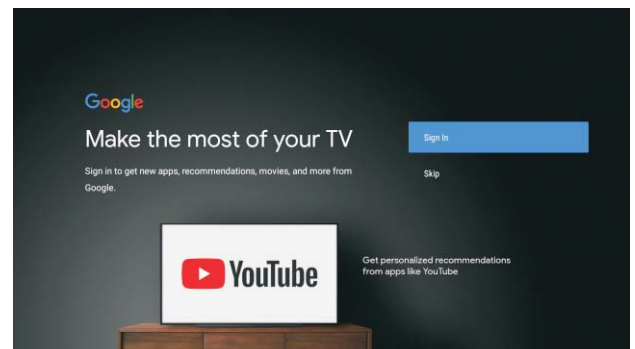 Google
Make the most of your TV
Sign in to get new apps, recommendations, movies, and more from
Google.
Sign In
Skip
YouTube
Get personalized recommendations
from apps like YouTube